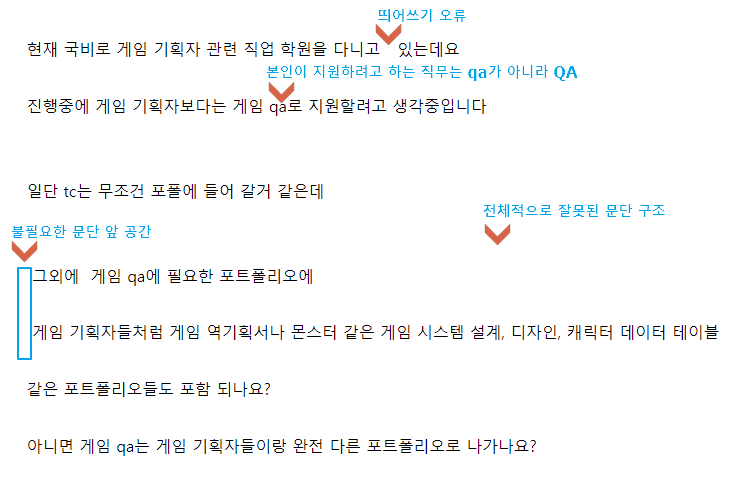 띄어쓰기 오류
현재 국비로 게임 기획자 관련 직업 학원을 다니고   있는데요
본인이 지원하려고 하는 직무는 qa가 아니라 QA
진행중에 게임 기획자보다는 게임 qa로 지원할려고 생각중입니다
일단 tc는 무조건 포폴에 들어 갈거 같은데
전체적으로 잘못된 문단 구조
불필요한 문단 앞 공간
그외에  게임 qa에 필요한 포트폴리오에
게임 기획자들처럼 게임 역기획서나 몬스터 같은 게임 시스템 설계, 디자인, 캐릭터 데이터 테이블
같은 포트폴리오들도 포함 되나요?
아니면 게임 qa는 게임 기획자들이랑 완전 다른 포트폴리오로 나가나요?